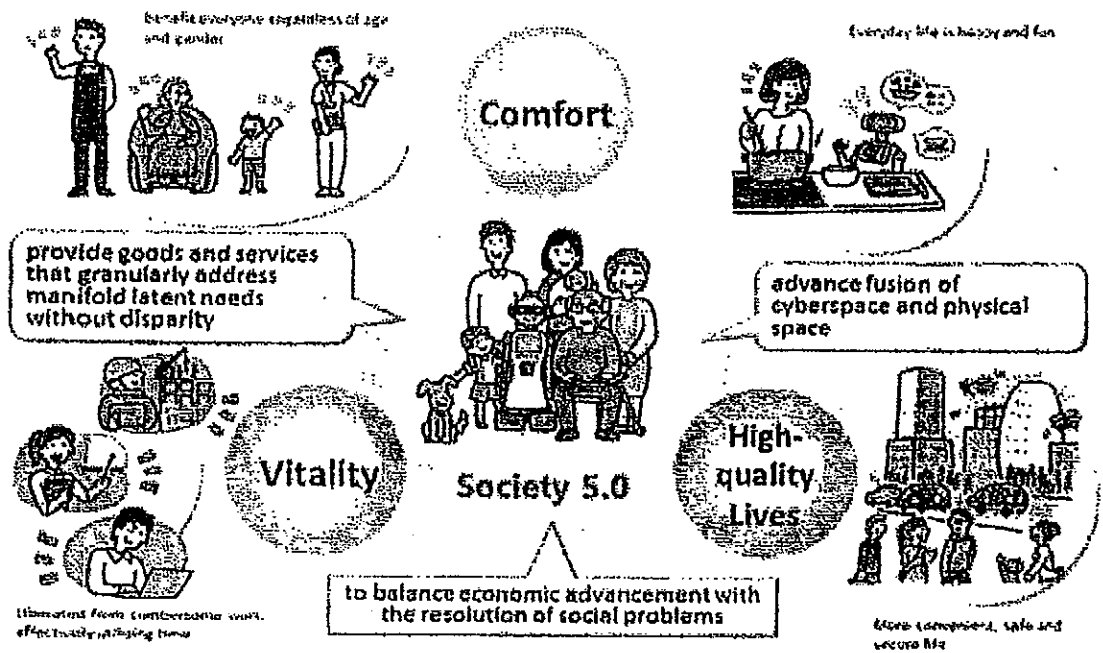 benefit everyone regardless of age
and gender
Everyday life is happy and fun
Comfort
provide goods and services
that granularly address
manifold latent needs
without disparity
advance fusion of
cyberspace and physical
space
Vitality
Society 5.0
High-
quality
Lives
to balance economic advancement with
the resolution of social problems
Liberated from cumbersome work,
effectively utilizing time
More convenient, safe and
secure life